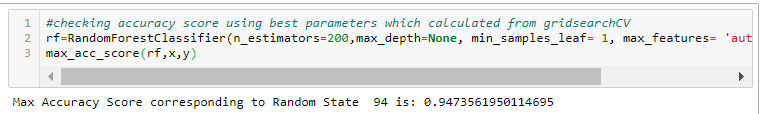 1 #checking accuracy score using best parameters which calculated from gridsearchCV
2 rf=RandomForestClassifier(n_estimators=200,max_depth=None, min_samples_leaf= 1, max_features= 'aut
3 max_acc_score(rf,x,y)
Max Accuracy Score corresponding to Random State  94 is: 0.9473561950114695